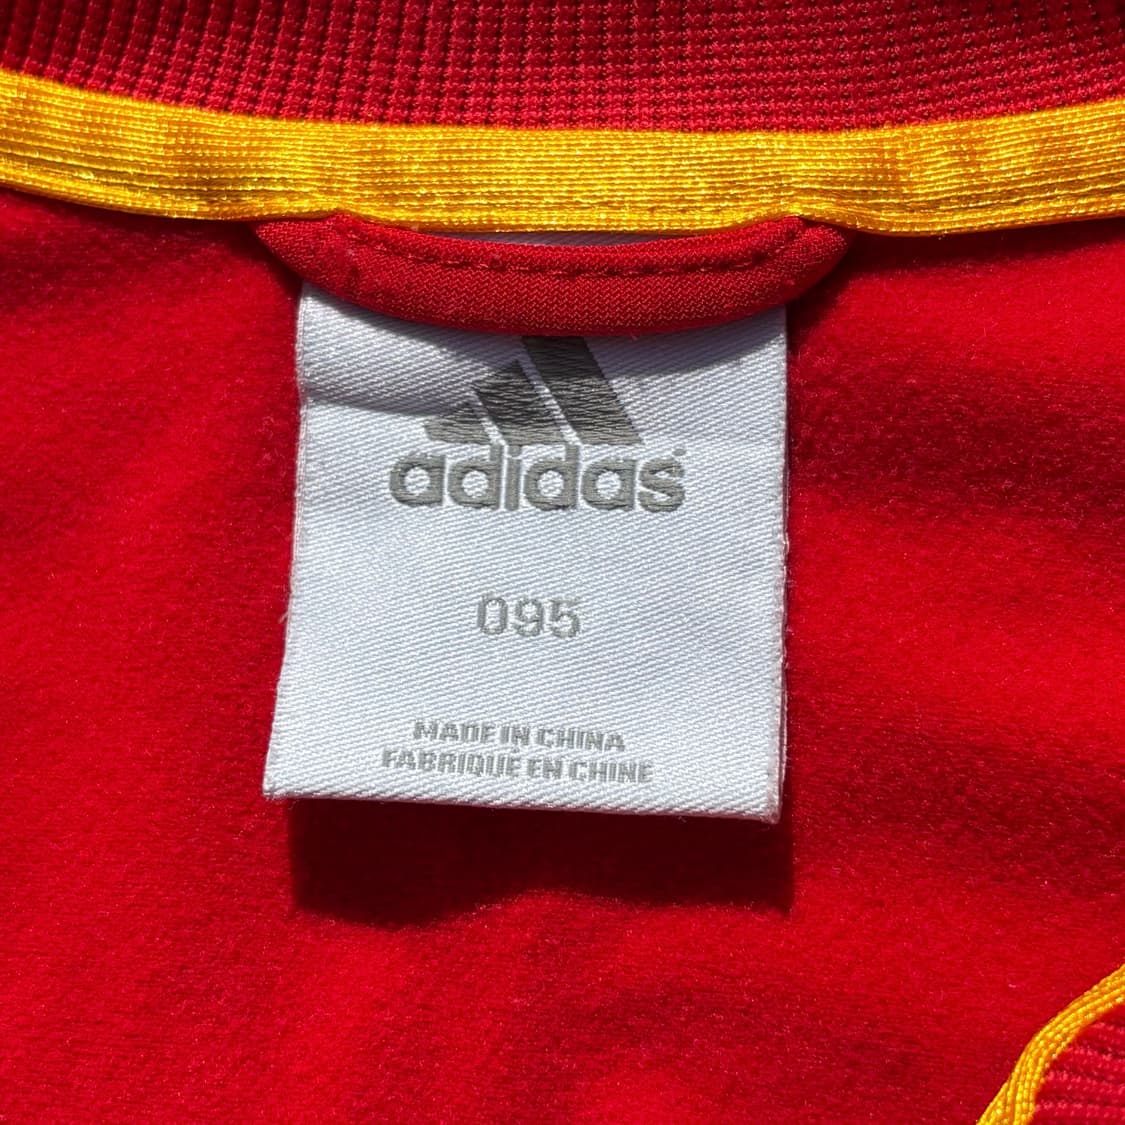 adidas
095
MADE IN CHINA
FABRIQUE EN CHINE